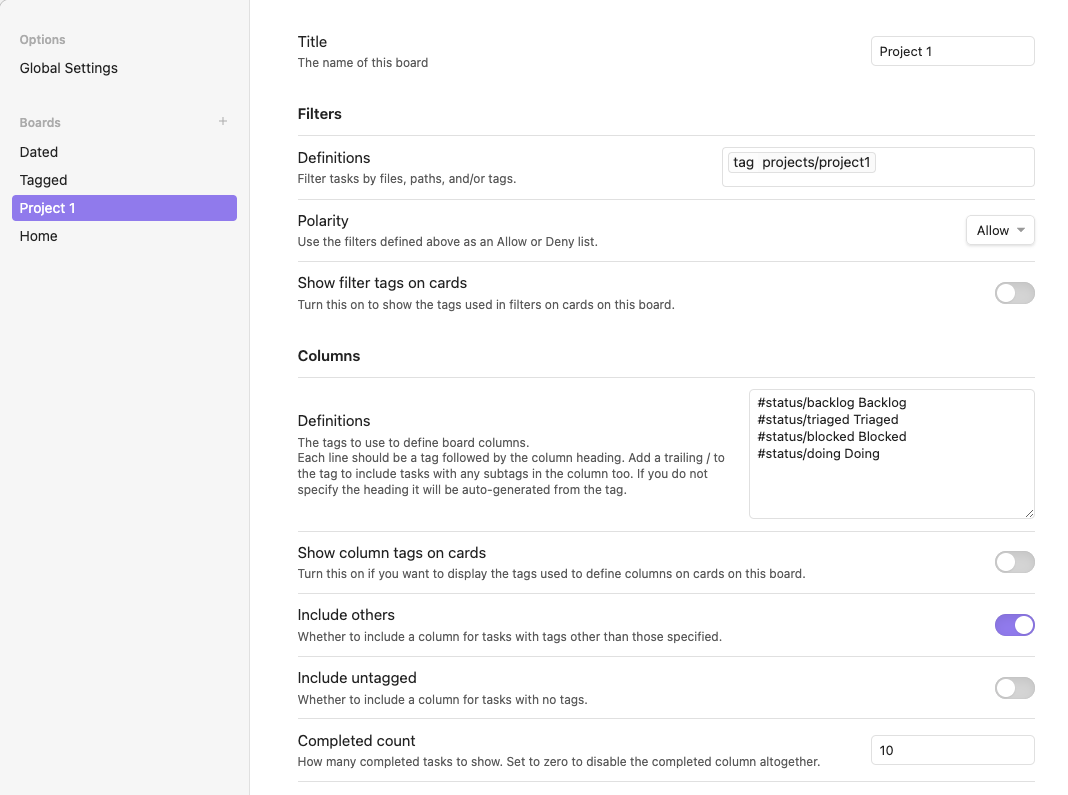 Options
Global Settings
Boards
+
Dated
Tagged
Project 1
Home
Title
The name of this board
Project 1
Filters
Definitions
Filter tasks by files, paths, and/or tags.
tag projects/project1
Polarity
Use the filters defined above as an Allow or Deny list.
Allow
Show filter tags on cards
Turn this on to show the tags used in filters on cards on this board.
Columns
Definitions
The tags to use to define board columns.
Each line should be a tag followed by the column heading. Add a trailing / to
the tag to include tasks with any subtags in the column too. If you do not
specify the heading it will be auto-generated from the tag.
#status/backlog Backlog
#status/triaged Triaged
#status/blocked Blocked
#status/doing Doing
Show column tags on cards
Turn this on if you want to display the tags used to define columns on cards on this board.
Include others
Whether to include a column for tasks with tags other than those specified.
Include untagged
Whether to include a column for tasks with no tags.
Completed count
How many completed tasks to show. Set to zero to disable the completed column altogether.
10